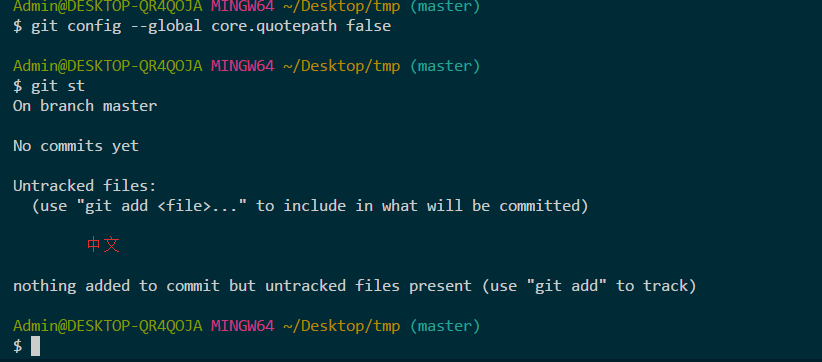 Admin@DESKTOP-QR4QOJA MINGW64 ~/Desktop/tmp (master)
$ git config --global core.quotepath false
Admin@DESKTOP-QR4QOJA MINGW64 ~/Desktop/tmp (master)
$ git st
On branch master
No commits yet
Untracked files:
(use "git add <file>..." to include in what will be committed)
中文
nothing added to commit but untracked files present (use "git add" to track)
Admin@DESKTOP-QR4QOJA MINGW64 ~/Desktop/tmp (master)
$